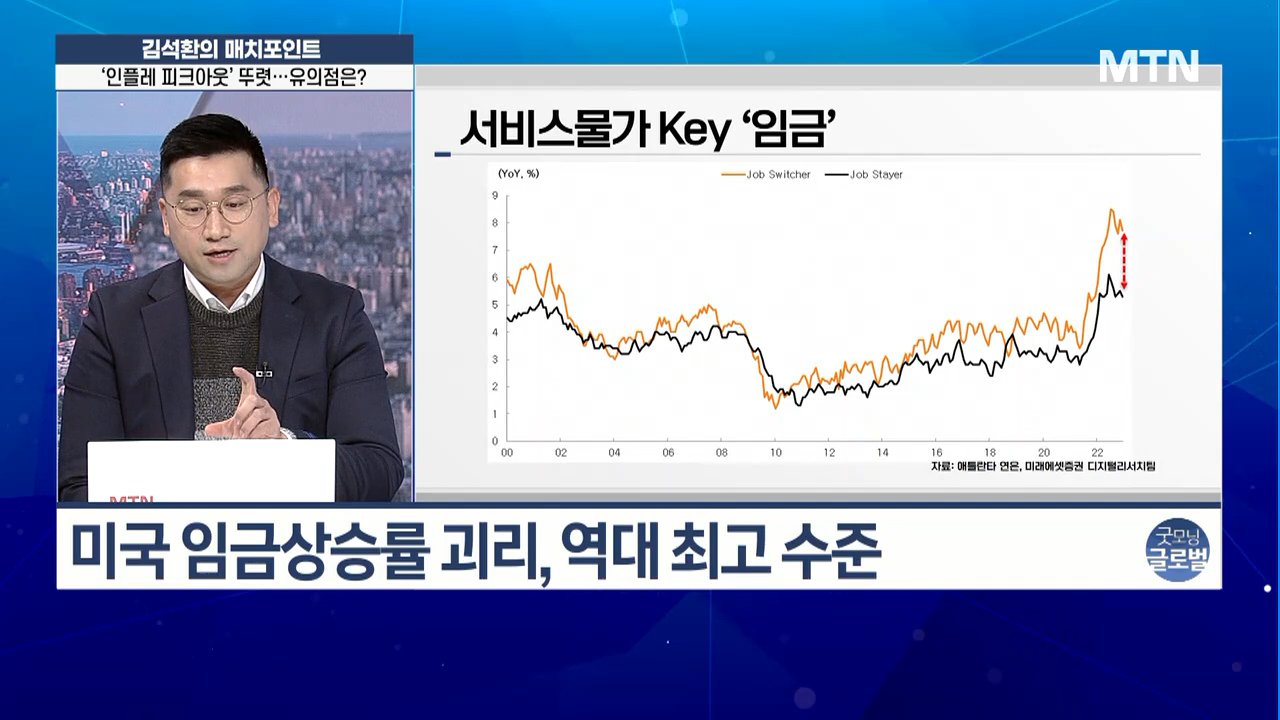 김석환의 매치포인트
‘인플레 피크아웃’ 뚜렷…유의점은?
MTN
서비스물가 Key ‘임금’
(YoY, %)
Job Switcher
Job Stayer
9
8
7
6
5
4
3
2
1
0
00 02 04 06 08 10 12 14 16 18 20 22
자료: 애틀란타 연은, 미래에셋증권 디지털리서치팀
MTN
미국 임금상승률 괴리, 역대 최고 수준
굿모닝
글로벌